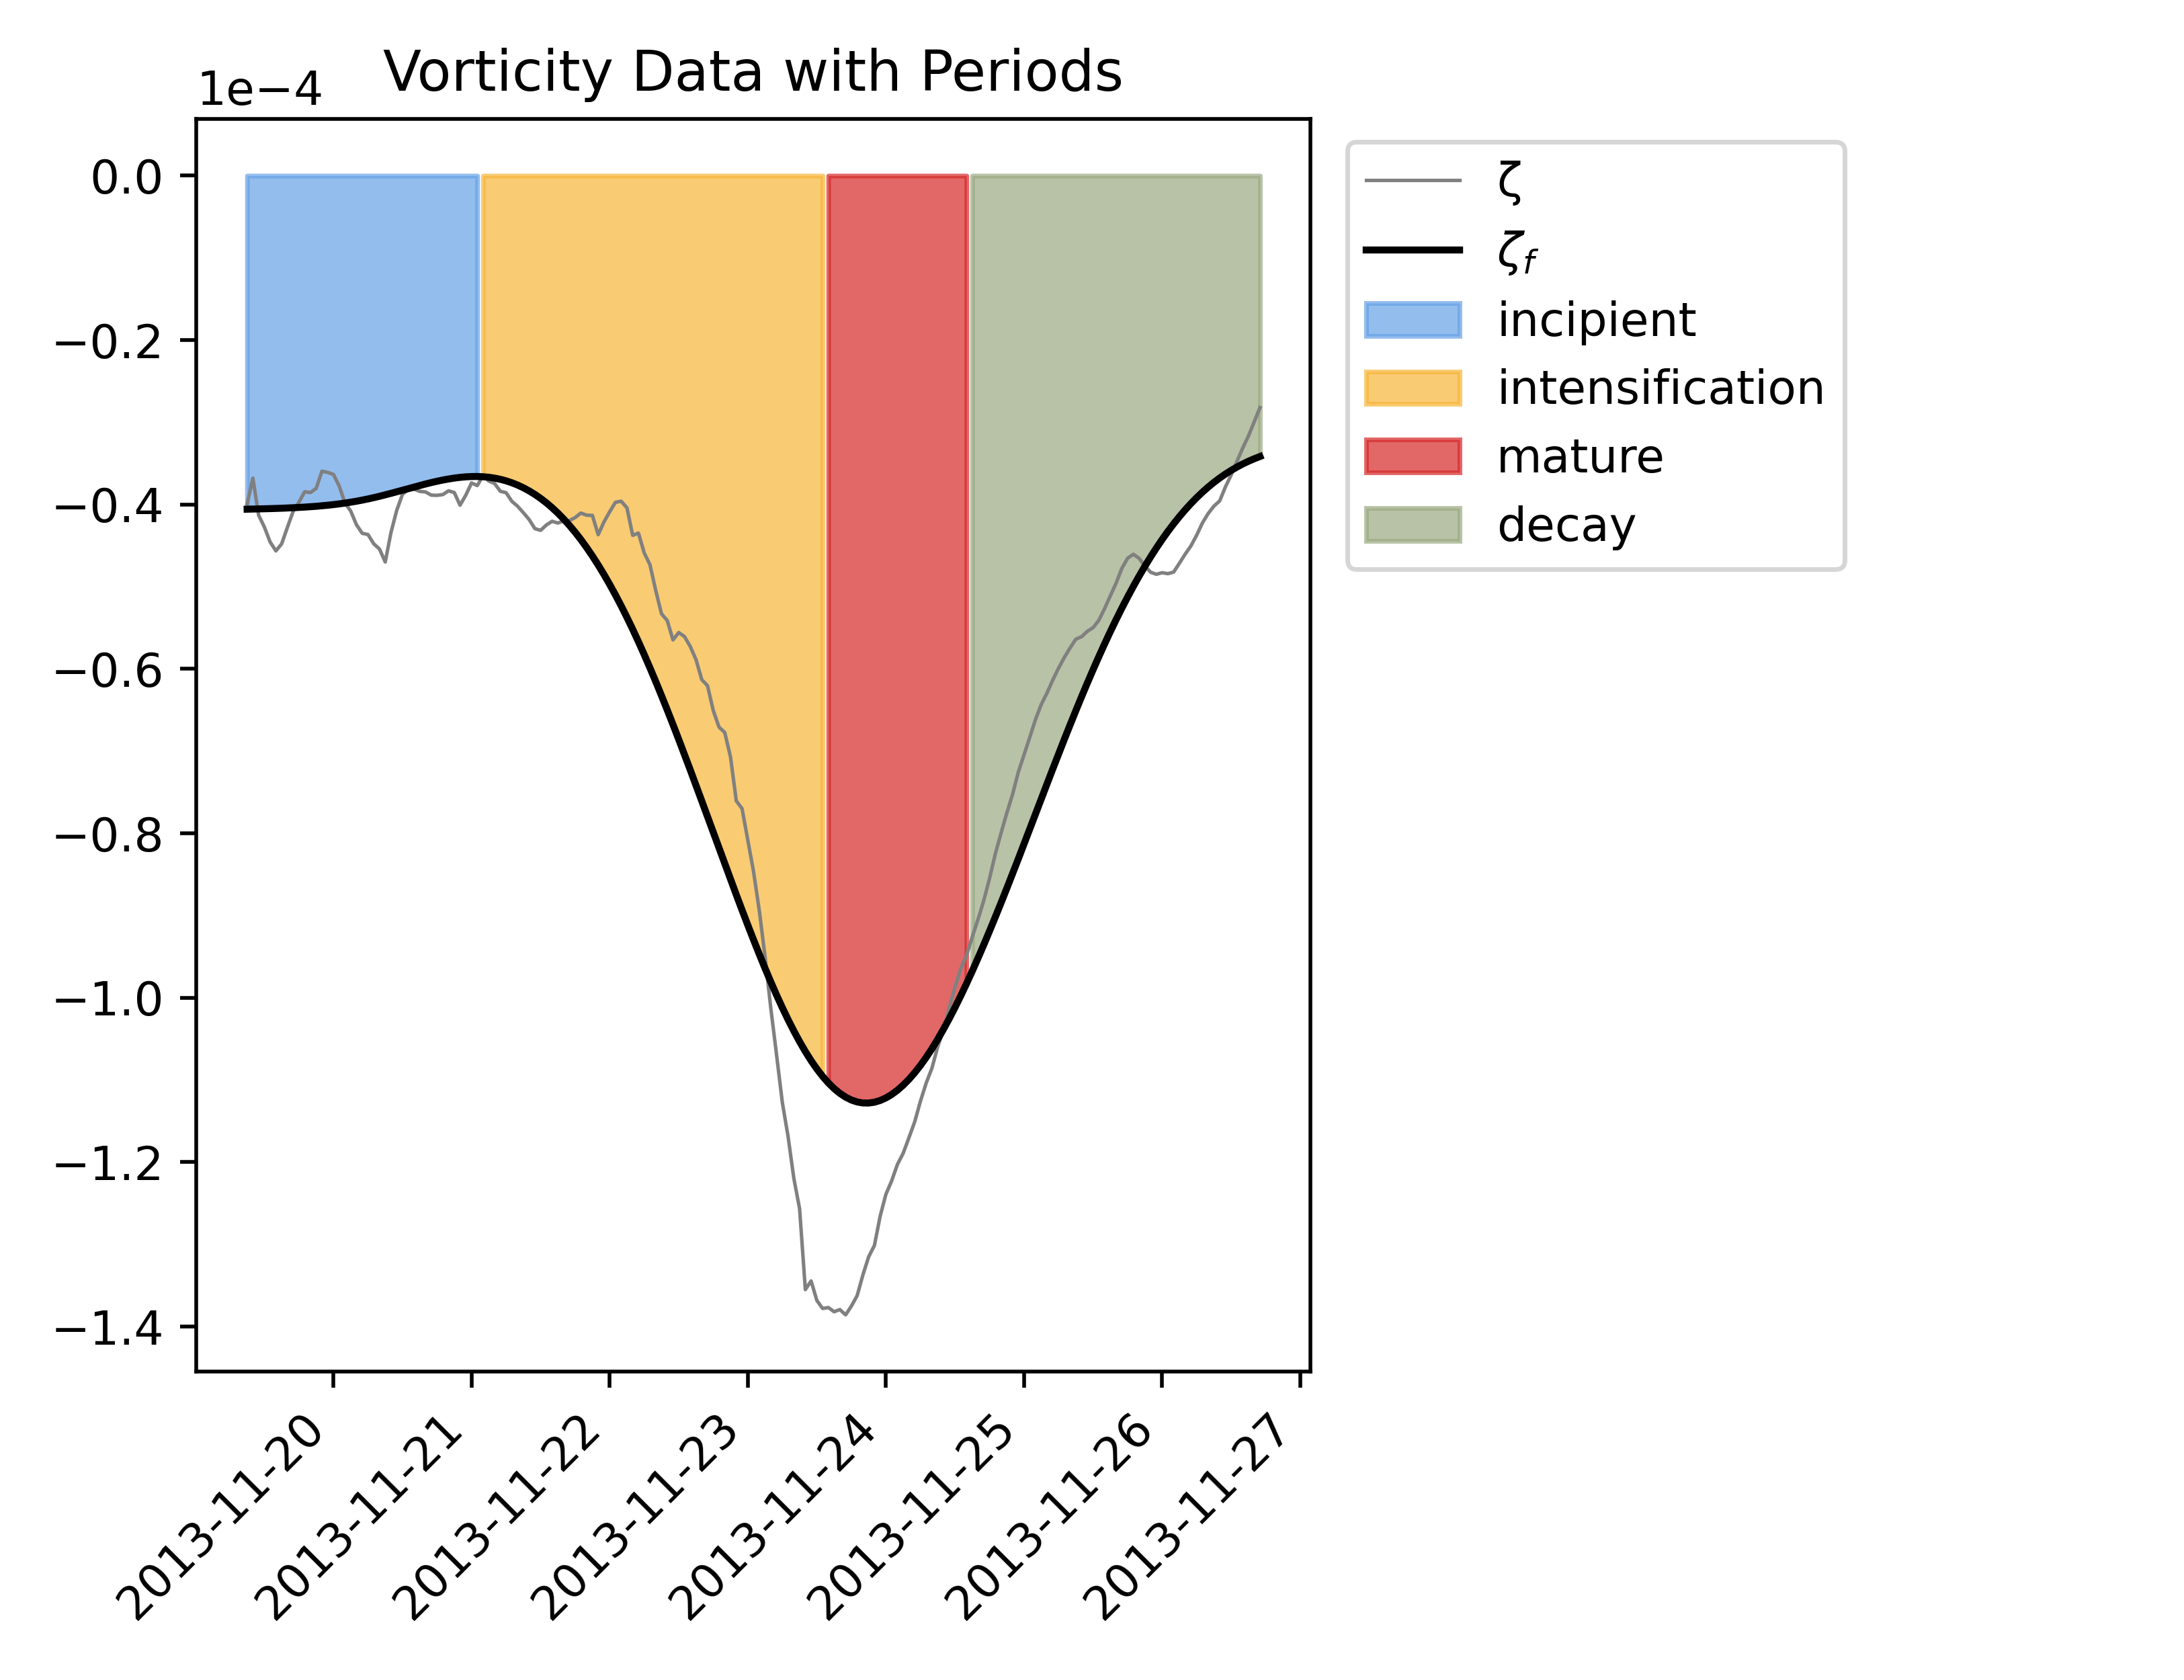 Vorticity Data with Periods
1e−4
0.0
−0.2
−0.4
−0.6
−0.8
−1.0
−1.2
−1.4
2013-11-20
2013-11-21
2013-11-22
2013-11-23
2013-11-24
2013-11-25
2013-11-26
2013-11-27
ζ
ζf
incipient
intensification
mature
decay